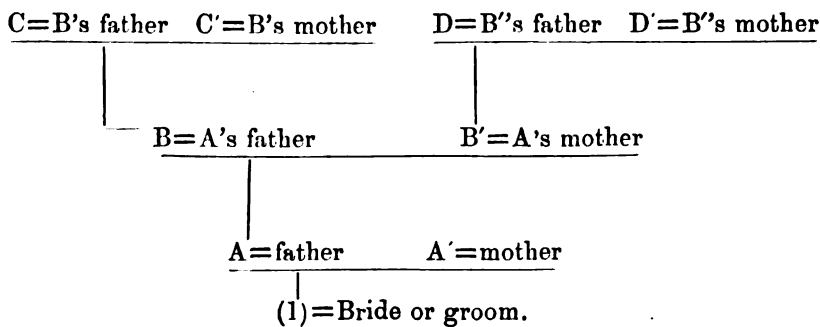 C=B's father C′=B's mother D=B′'s father D′=B′'s mother
B=A's father B′=A's mother
A=father A′=mother
(1)=Bride or groom.